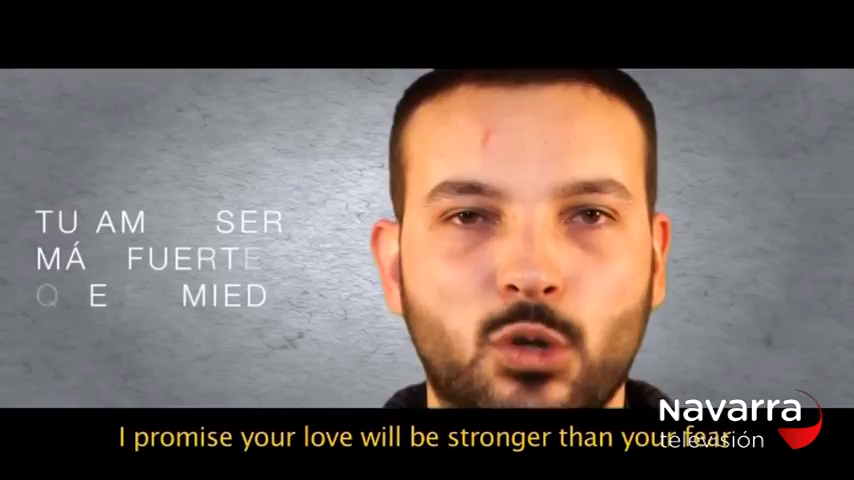 TU AM SER
MÁ FUERTE
Q E E MIED
I promise your love will be stronger than your fear
Navarra
televisión